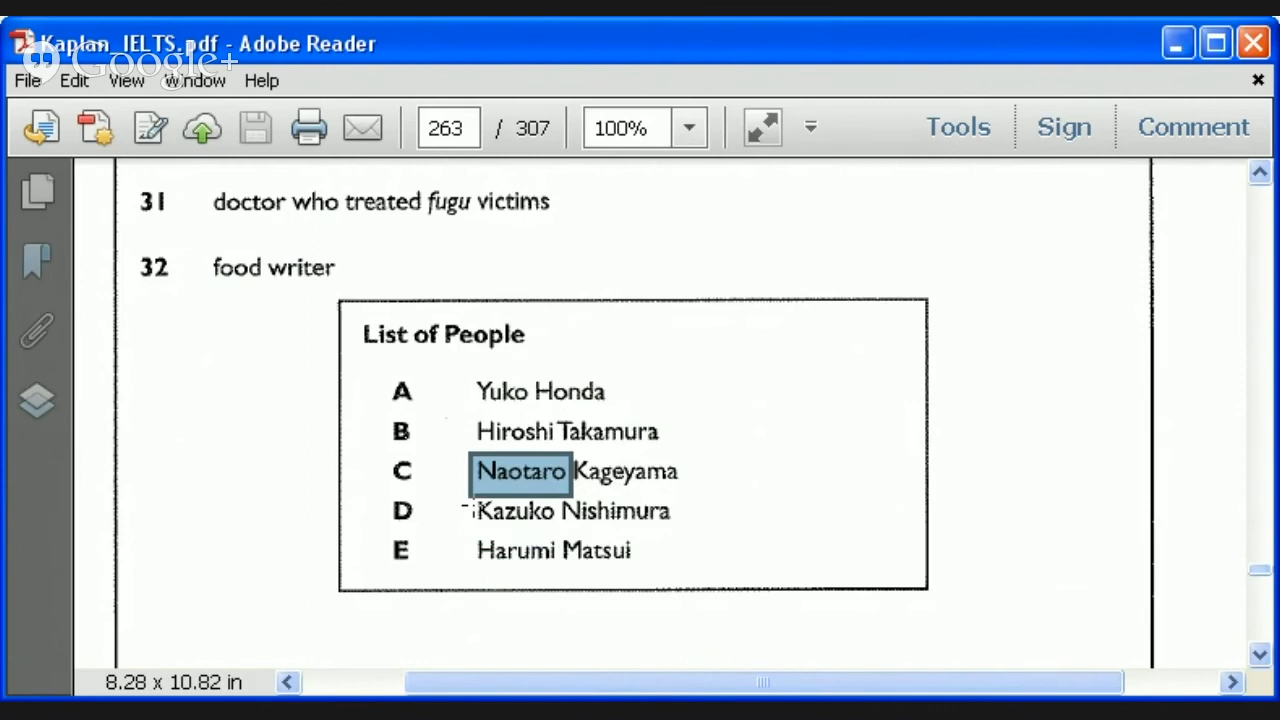 Kaplan_IELTS.pdf - Adobe Reader
Google+
File Edit View Window Help
263 / 307 100% Tools Sign Comment
31 doctor who treated fugu victims
32 food writer
List of People
A Yuko Honda
B Hiroshi Takamura
C Naotaro Kageyama
D Kazuko Nishimura
E Harumi Matsui
8.28 x 10.82 in